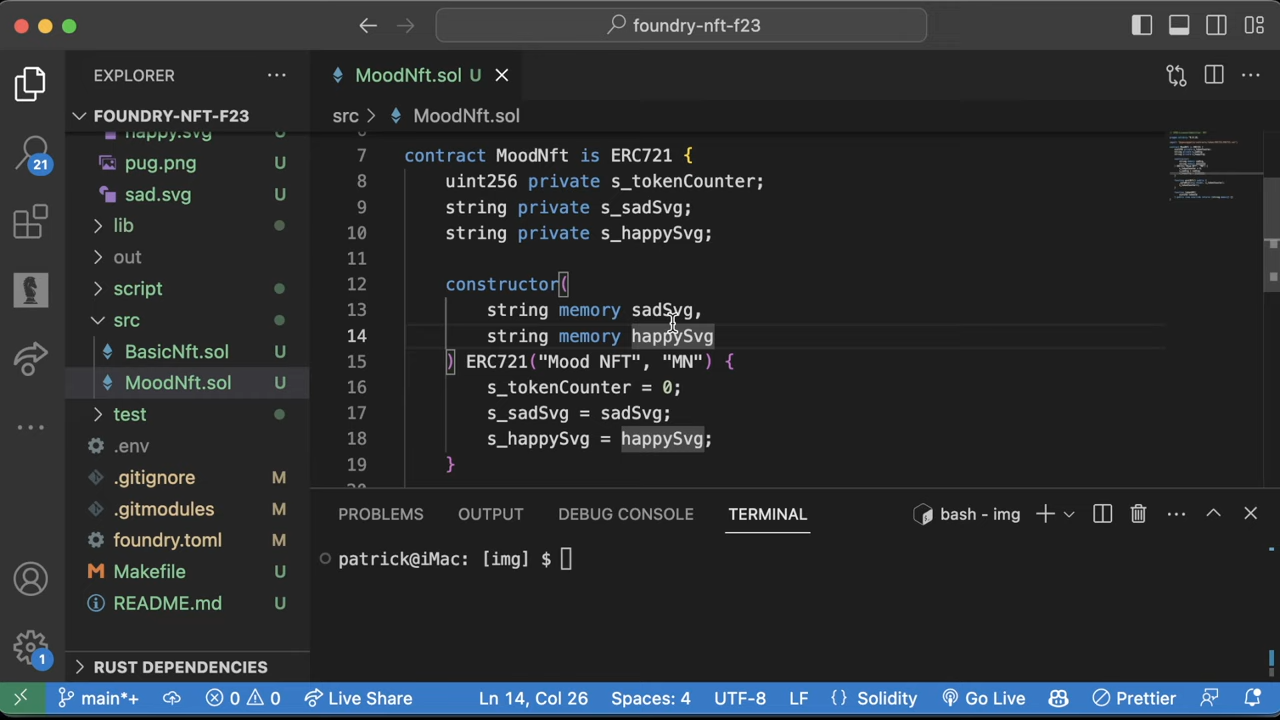 foundry-nft-f23
EXPLORER
MoodNft.sol U
FOUNDRY-NFT-F23
src > MoodNft.sol
happy.svg U
pug.png U
sad.svg U
lib
out
script
src
BasicNft.sol U
MoodNft.sol U
test
.env
.gitignore M
.gitmodules M
foundry.toml M
Makefile U
README.md U
RUST DEPENDENCIES
21
1
7 contract MoodNft is ERC721 {
8 uint256 private s_tokenCounter;
9 string private s_sadSvg;
10 string private s_happySvg;
11
12 constructor(
13 string memory sadSvg,
14 string memory happySvg
15 ) ERC721("Mood NFT", "MN") {
16 s_tokenCounter = 0;
17 s_sadSvg = sadSvg;
18 s_happySvg = happySvg;
19 }
PROBLEMS OUTPUT DEBUG CONSOLE TERMINAL bash - img
patrick@iMac: [img] $
main*+ 0 0 Live Share Ln 14, Col 26 Spaces: 4 UTF-8 LF {} Solidity Go Live Prettier